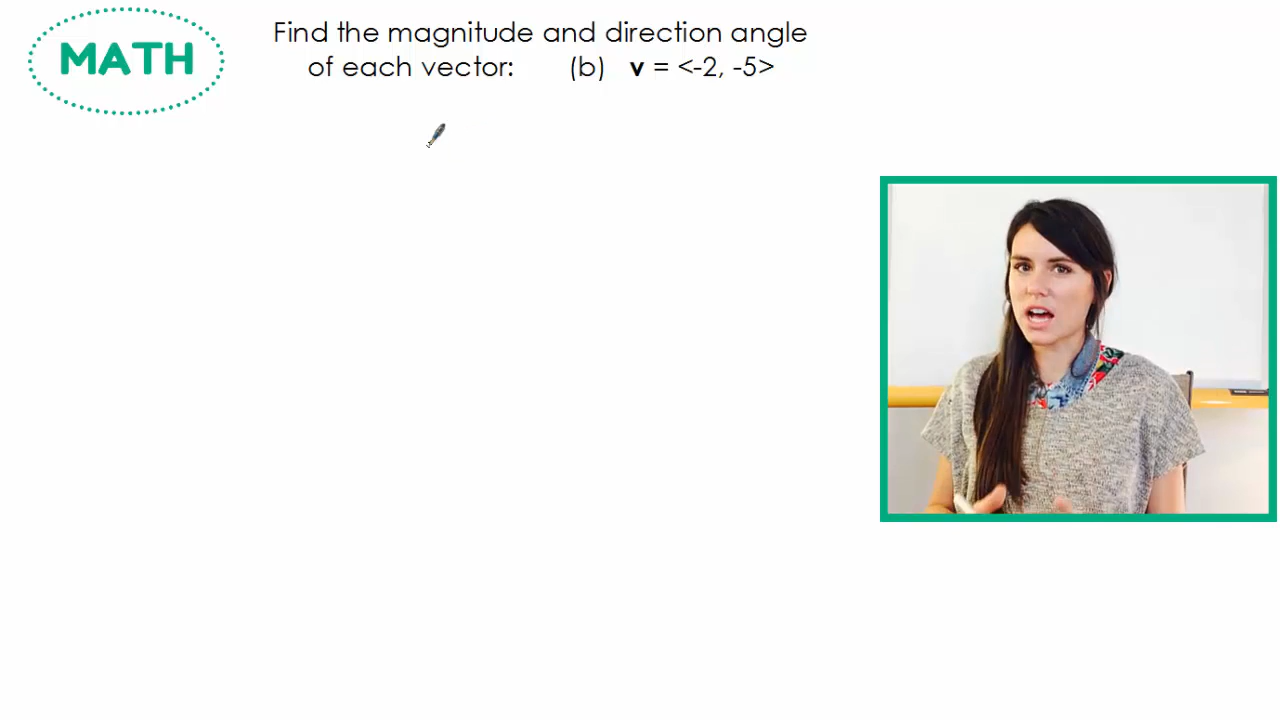 MATH
Find the magnitude and direction angle
of each vector: (b) v = <-2, -5>